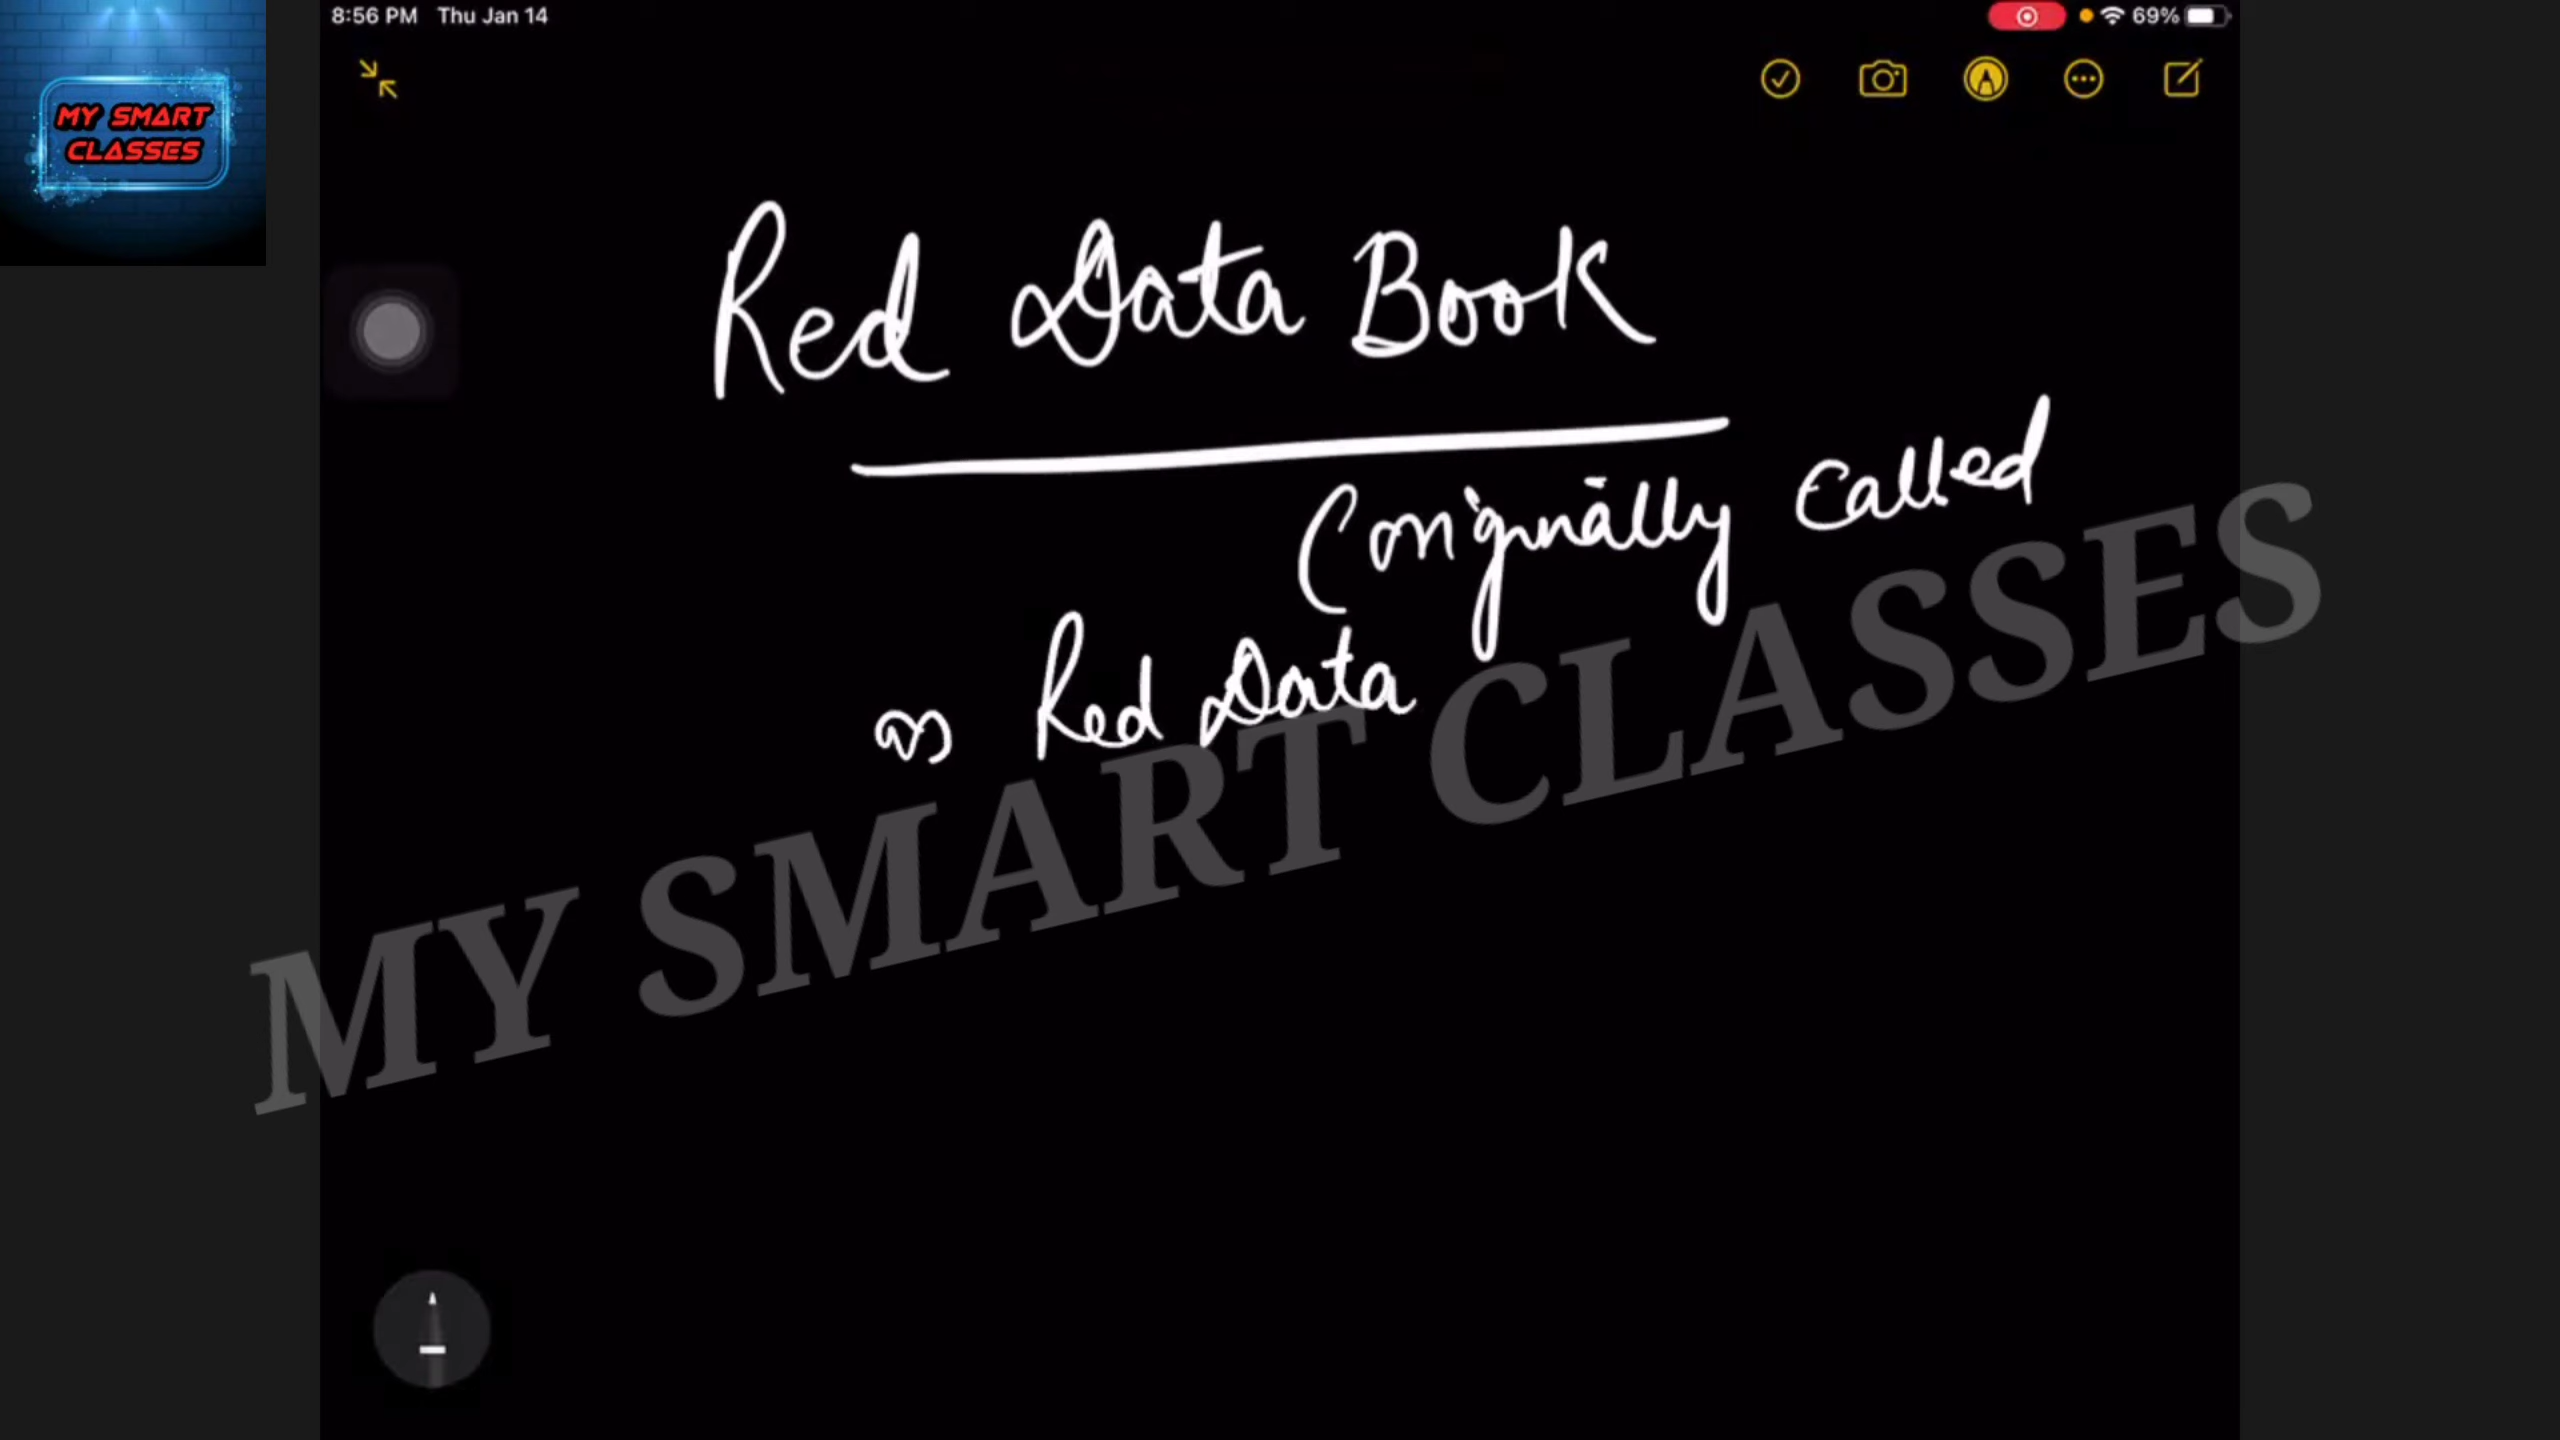 8:56 PM Thu Jan 14
69%
MY SMART
CLASSES
Red Data Book
(originally called
as Red Data
MY SMART CLASSES